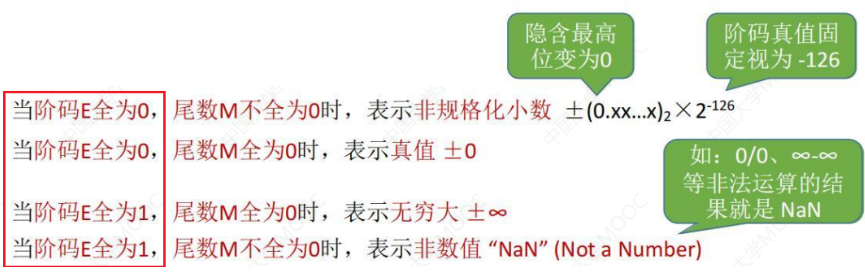 隐含最高
位变为0
阶码真值固
定视为 -126
当阶码E全为0，尾数M不全为0时，表示非规格化小数 ±(0.xx...x)₂×2⁻¹²⁶
当阶码E全为0，尾数M全为0时，表示真值 ±0
如：0/0、∞-∞
等非法运算的结
果就是 NaN
当阶码E全为1，尾数M全为0时，表示无穷大 ±∞
当阶码E全为1，尾数M不全为0时，表示非数值 “NaN” (Not a Number)